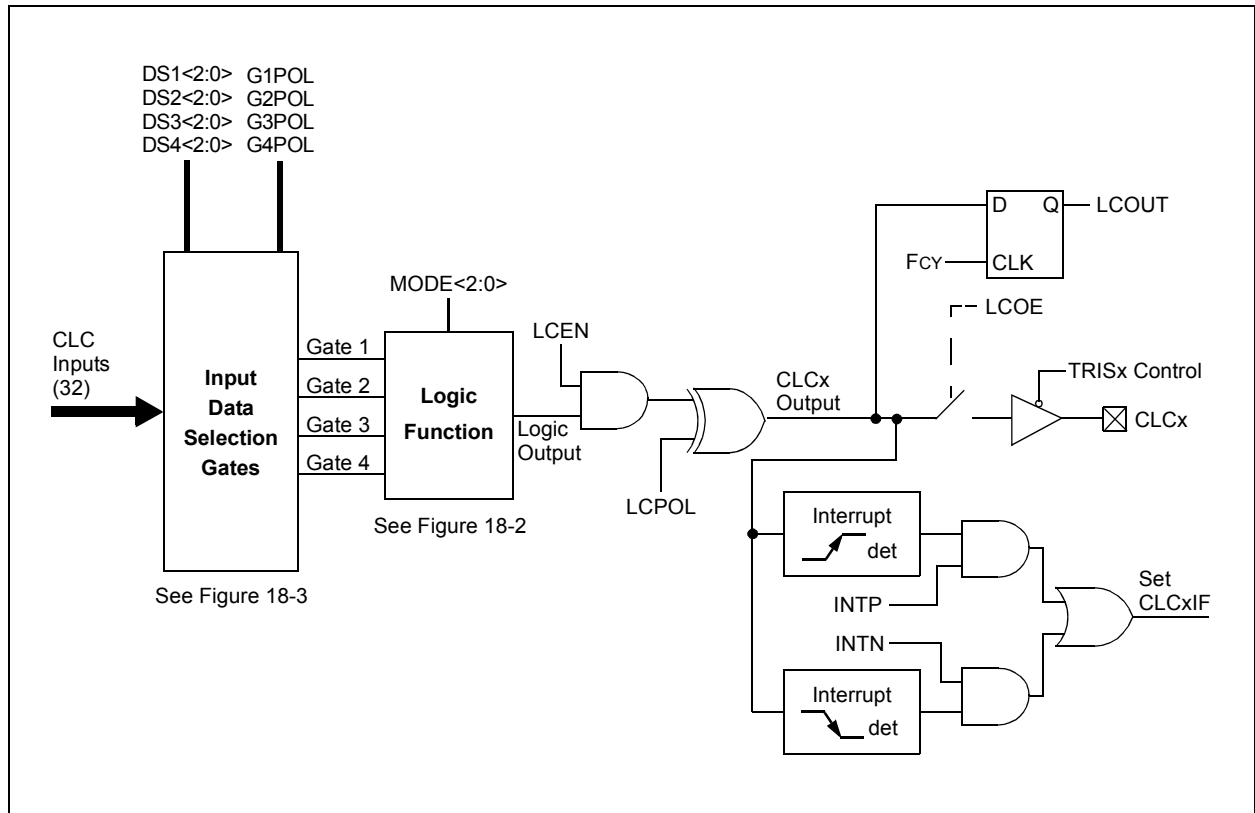 DS1<2:0> G1POL
DS2<2:0> G2POL
DS3<2:0> G3POL
DS4<2:0> G4POL
D Q LCOUT
FCY CLK
MODE<2:0>
LCOE
LCEN
CLC
Inputs
(32)
Input
Data
Selection
Gates
Gate 1
Gate 2
Gate 3
Gate 4
Logic
Function
Logic
Output
CLCx
Output
TRISx Control
CLCx
LCPOL
See Figure 18-2
See Figure 18-3
Interrupt
det
INTP
INTN
Set
CLCxIF
Interrupt
det